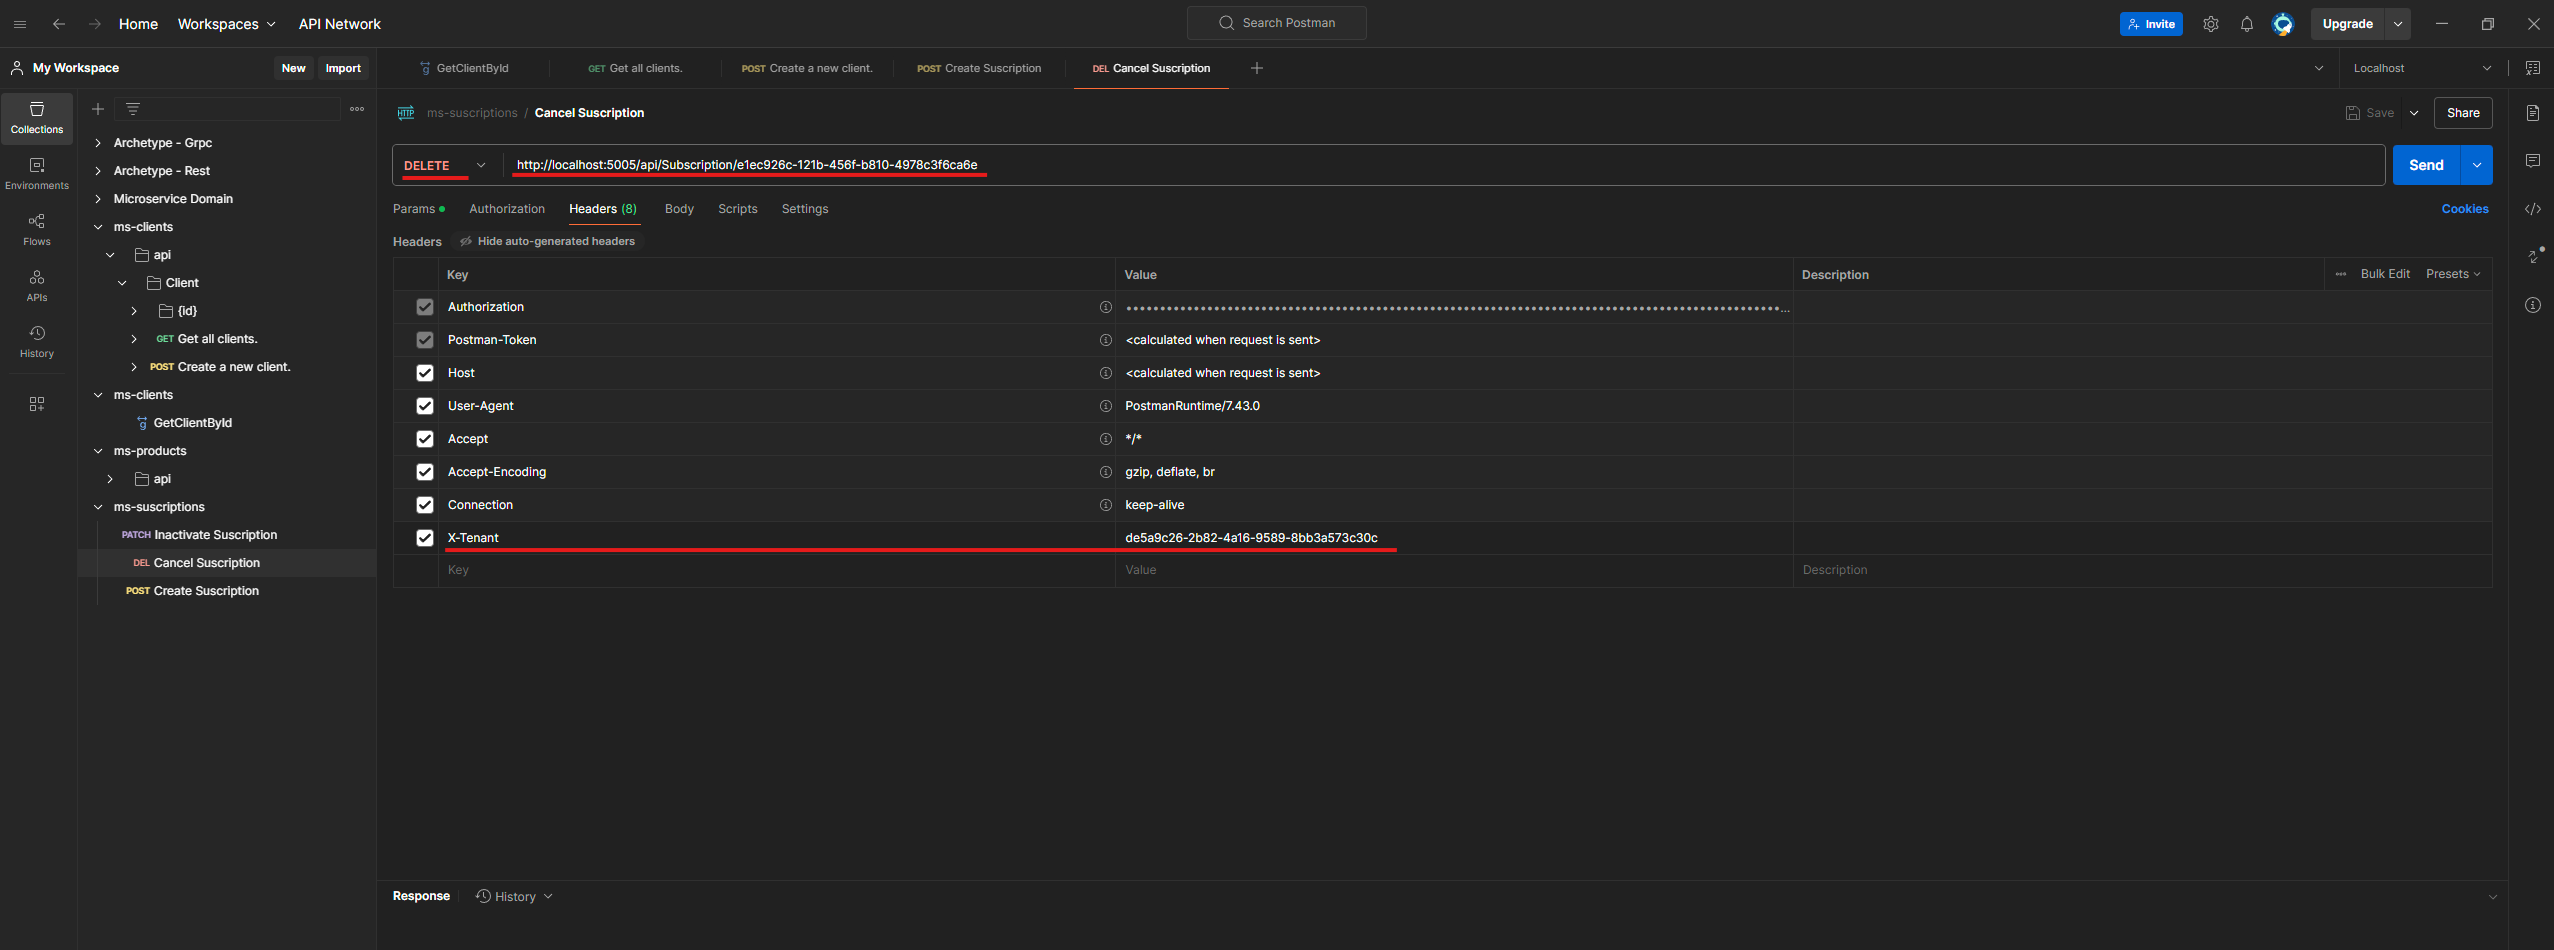 Home Workspaces API Network Search Postman Invite Upgrade
My Workspace New Import GetClientById GET Get all clients. POST Create a new client. POST Create Suscription DEL Cancel Suscription Localhost
Collections
Environments
Flows
APIs
History
Archetype - Grpc
Archetype - Rest
Microservice Domain
ms-clients
api
Client
{id}
GET Get all clients.
POST Create a new client.
ms-clients
GetClientById
ms-products
api
ms-suscriptions
PATCH Inactivate Suscription
DEL Cancel Suscription
POST Create Suscription
HTTP ms-suscriptions / Cancel Suscription Save Share
DELETE http://localhost:5005/api/Subscription/e1ec926c-121b-456f-b810-4978c3f6ca6e Send
Params Authorization Headers (8) Body Scripts Settings Cookies
Headers Hide auto-generated headers
Key Value Description Bulk Edit Presets
Authorization ••••••••••••••••••••••••••••••••••••••••••••••••••••••••••••••••••••••••••••••••••••••••••••••••...
Postman-Token <calculated when request is sent>
Host <calculated when request is sent>
User-Agent PostmanRuntime/7.43.0
Accept */*
Accept-Encoding gzip, deflate, br
Connection keep-alive
X-Tenant de5a9c26-2b82-4a16-9589-8bb3a573c30c
Key Value Description
Response History